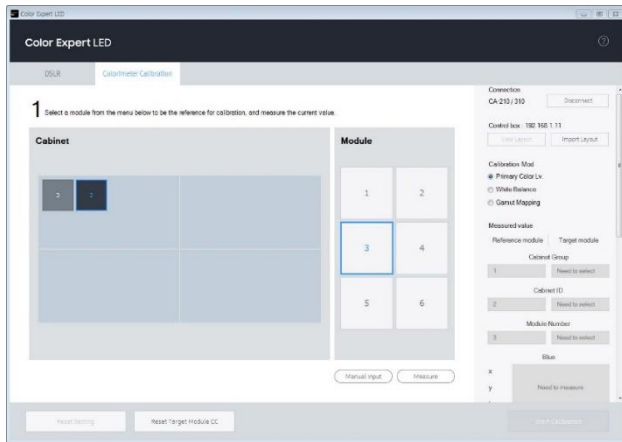 Color Expert LED
Color Expert LED
DSLR
Colorimeter Calibration
1 Select a module from the menu below to be the reference for calibration, and measure the current value.
Cabinet
Module
1
2
3
4
5
6
Manual Input
Measure
Reset Setting
Reset Target Module CC
Connection
CA-210 / 310
Disconnect
Control box : 192.168.1.11
View Layout
Import Layout
Calibration Mod
Primary Color Lv.
White Balance
Gamut Mapping
Measured value
Reference module
Target module
Cabinet Group
1
Need to select
Cabinet ID
2
Need to select
Module Number
3
Need to select
Blue
x
y
Need to measure
Start Calibration